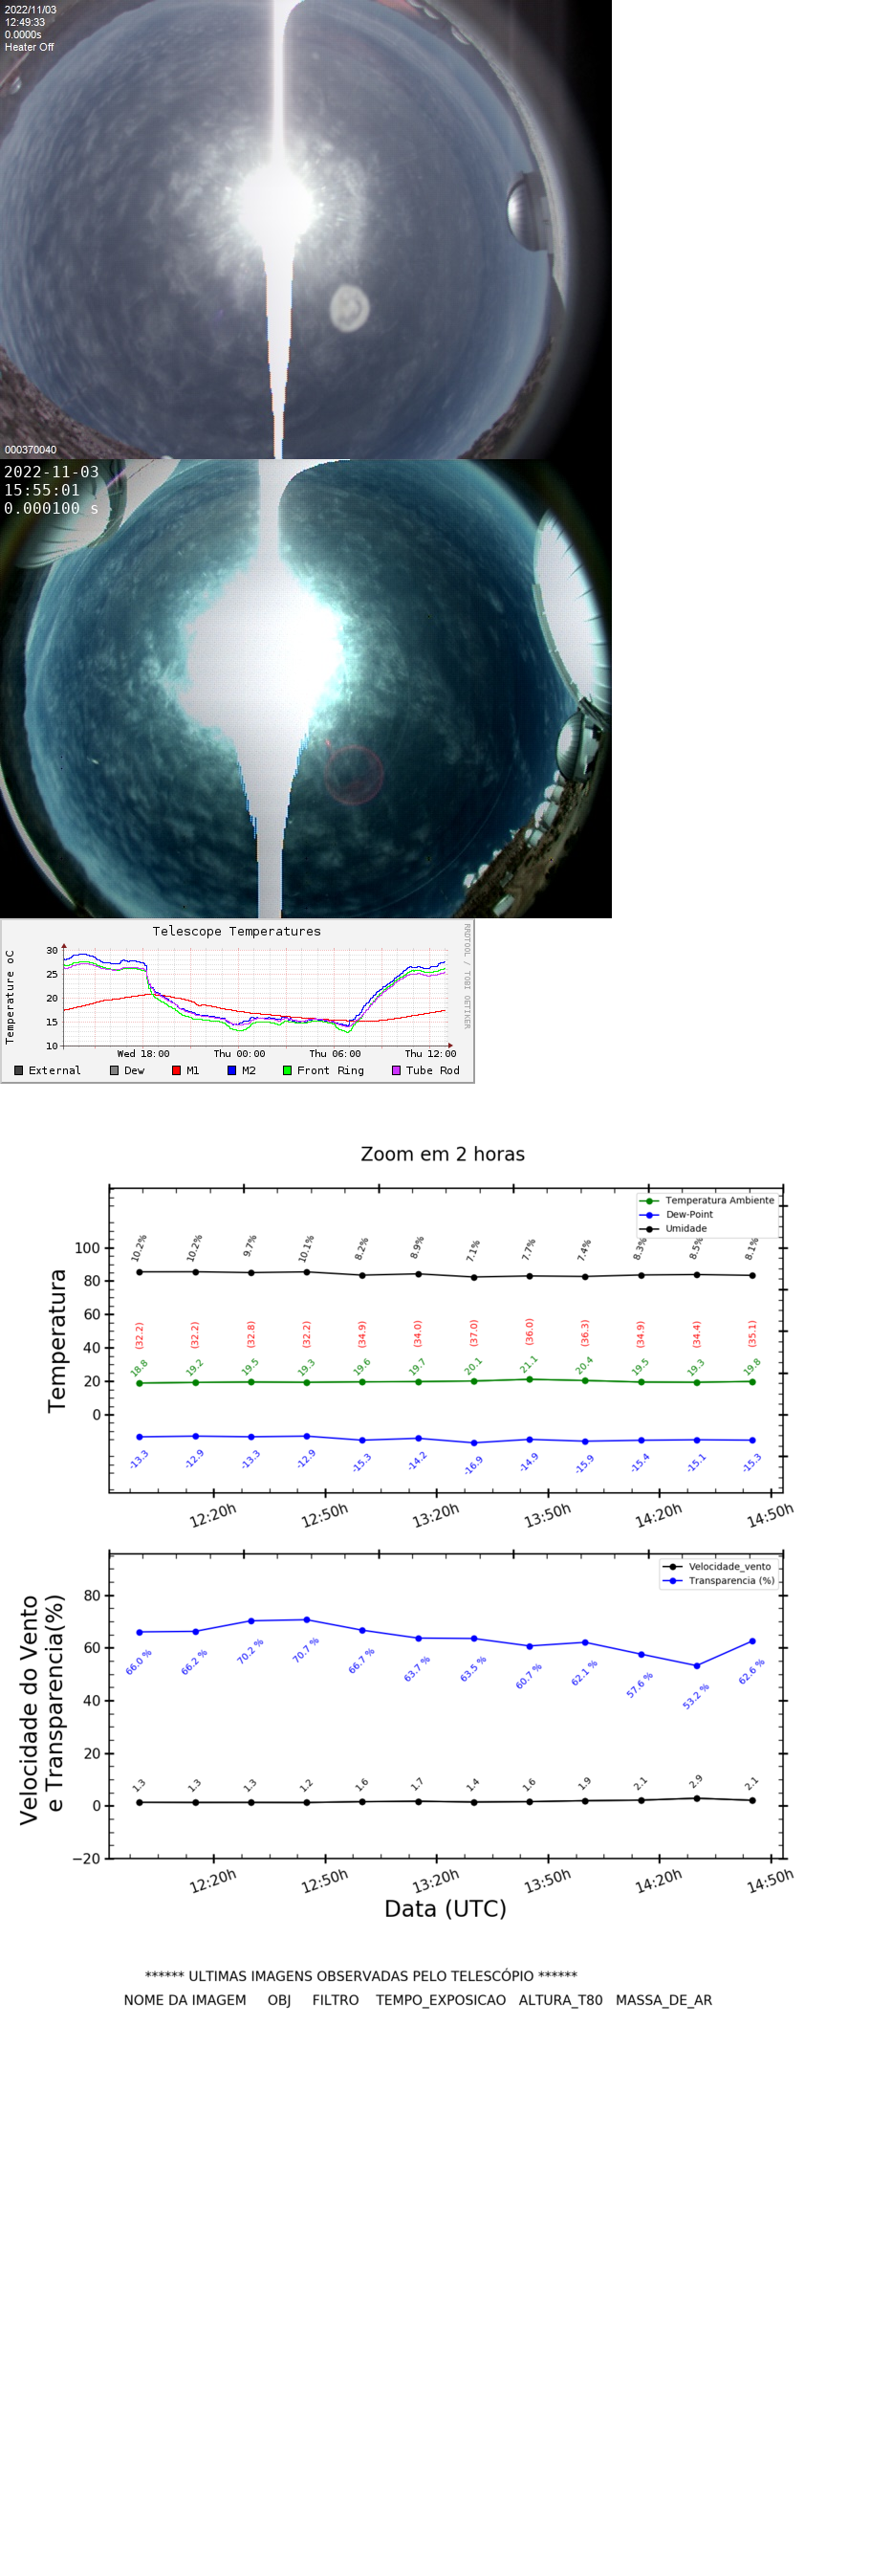 2022/11/03
12:49:33
0.0000s
Heater Off
000370040
2022-11-03
15:55:01
0.000100 s
Telescope Temperatures
RRDTOOL / TOBI OETIKER
Temperature oC
30
25
20
15
10
Wed 18:00 Thu 00:00 Thu 06:00 Thu 12:00
External Dew M1 M2 Front Ring Tube Rod
Zoom em 2 horas
Temperatura Ambiente
Dew-Point
Umidade
Temperatura
100
80
60
40
20
0
10.2% 10.2% 9.7% 10.1% 8.2% 8.9% 7.1% 7.7% 7.4% 8.3% 8.5% 8.1%
(32.2) (32.2) (32.8) (32.2) (34.9) (34.0) (37.0) (36.0) (36.3) (34.9) (34.4) (35.1)
18.8 19.2 19.5 19.3 19.6 19.7 20.1 21.1 20.4 19.5 19.3 19.8
-13.3 -12.9 -13.3 -12.9 -15.3 -14.2 -16.9 -14.9 -15.9 -15.4 -15.1 -15.3
12:20h 12:50h 13:20h 13:50h 14:20h 14:50h
Velocidade_vento
Transparencia (%)
Velocidade do Vento
e Transparencia(%)
80
60
40
20
0
−20
66.0 % 66.2 % 70.2 % 70.7 % 66.7 % 63.7 % 63.5 % 60.7 % 62.1 % 57.6 % 53.2 % 62.6 %
1.3 1.3 1.3 1.2 1.6 1.7 1.4 1.6 1.9 2.1 2.9 2.1
12:20h 12:50h 13:20h 13:50h 14:20h 14:50h
Data (UTC)
****** ULTIMAS IMAGENS OBSERVADAS PELO TELESCÓPIO ******
NOME DA IMAGEM OBJ FILTRO TEMPO_EXPOSICAO ALTURA_T80 MASSA_DE_AR